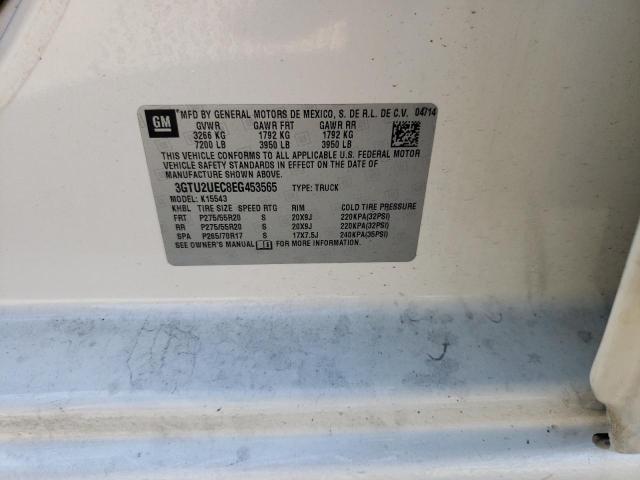 GM
MFD BY GENERAL MOTORS DE MEXICO, S. DE R.L. DE C.V. 04/14
GVWR GAWR FRT GAWR RR
3266 KG 1792 KG 1792 KG
7200 LB 3950 LB 3950 LB
THIS VEHICLE CONFORMS TO ALL APPLICABLE U.S. FEDERAL MOTOR
VEHICLE SAFETY STANDARDS IN EFFECT ON THE DATE OF
MANUFACTURE SHOWN ABOVE.
3GTU2UEC8EG453565 TYPE: TRUCK
MODEL: K15543
KHBL TIRE SIZE SPEED RTG RIM COLD TIRE PRESSURE
FRT P275/55R20 S 20X9J 220KPA(32PSI)
RR P275/55R20 S 20X9J 220KPA(32PSI)
SPA P265/70R17 S 17X7.5J 240KPA(35PSI)
SEE OWNER'S MANUAL FOR MORE INFORMATION.